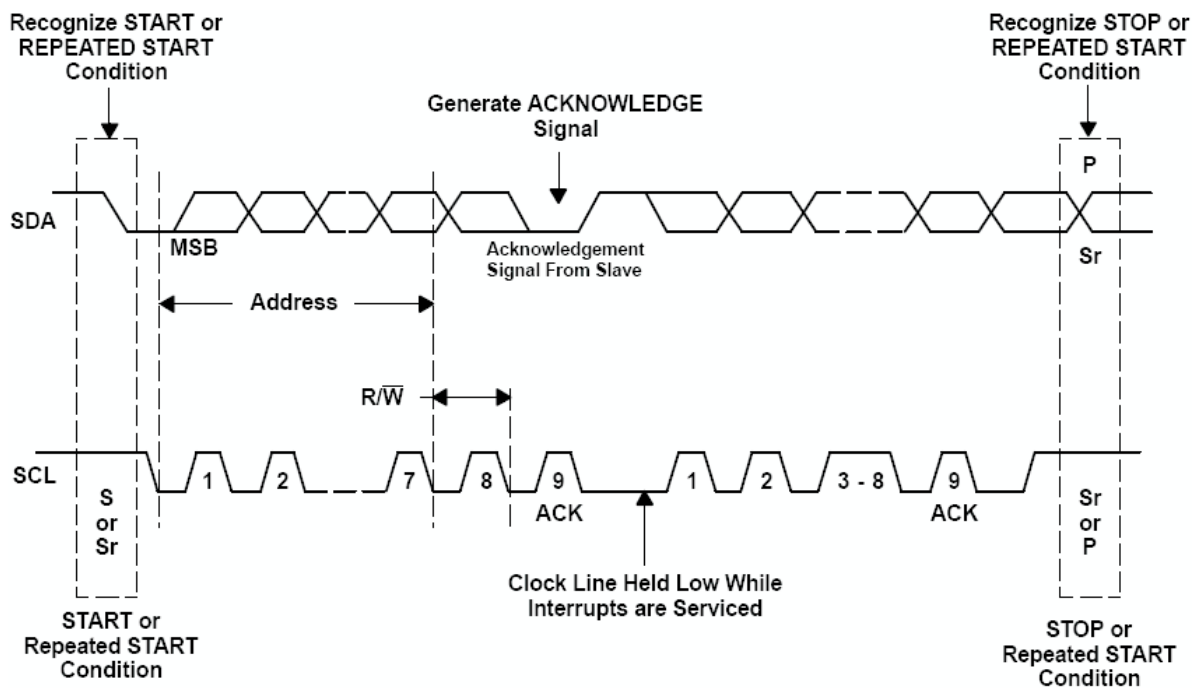 Recognize START or
REPEATED START
Condition
Recognize STOP or
REPEATED START
Condition
Generate ACKNOWLEDGE
Signal
P
SDA
MSB
Acknowledgement
Signal From Slave
Sr
Address
R/W̅
SCL
1
2
7
8
9
1
2
3 - 8
9
ACK
ACK
S
or
Sr
Sr
or
P
Clock Line Held Low While
Interrupts are Serviced
START or
Repeated START
Condition
STOP or
Repeated START
Condition